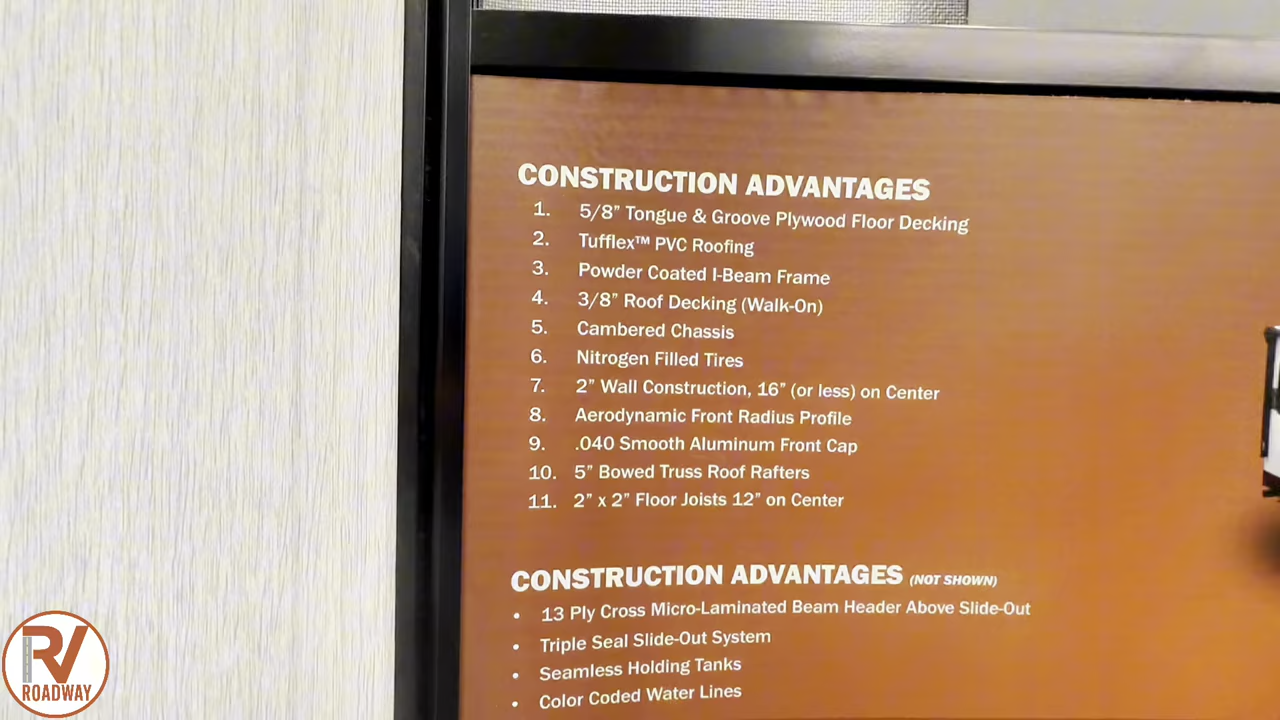 CONSTRUCTION ADVANTAGES
1. 5/8" Tongue & Groove Plywood Floor Decking
2. Tufflex™ PVC Roofing
3. Powder Coated I-Beam Frame
4. 3/8" Roof Decking (Walk-On)
5. Cambered Chassis
6. Nitrogen Filled Tires
7. 2" Wall Construction, 16" (or less) on Center
8. Aerodynamic Front Radius Profile
9. .040 Smooth Aluminum Front Cap
10. 5" Bowed Truss Roof Rafters
11. 2" x 2" Floor Joists 12" on Center
CONSTRUCTION ADVANTAGES (NOT SHOWN)
• 13 Ply Cross Micro-Laminated Beam Header Above Slide-Out
• Triple Seal Slide-Out System
• Seamless Holding Tanks
• Color Coded Water Lines
RV
ROADWAY